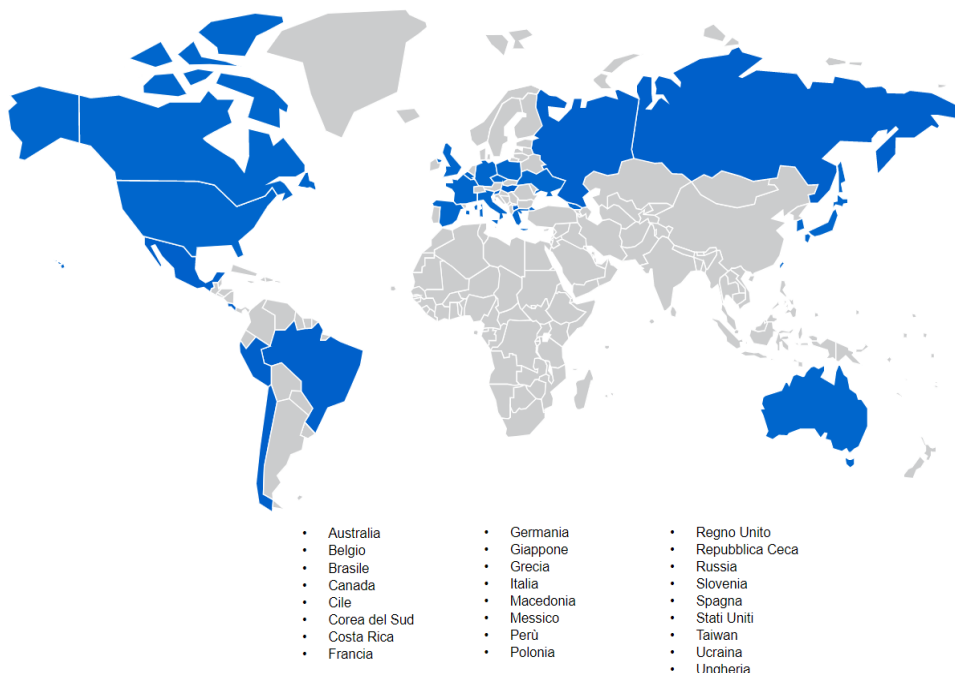 • Australia
• Belgio
• Brasile
• Canada
• Cile
• Corea del Sud
• Costa Rica
• Francia
• Germania
• Giappone
• Grecia
• Italia
• Macedonia
• Messico
• Perù
• Polonia
• Regno Unito
• Repubblica Ceca
• Russia
• Slovenia
• Spagna
• Stati Uniti
• Taiwan
• Ucraina
• Ungheria